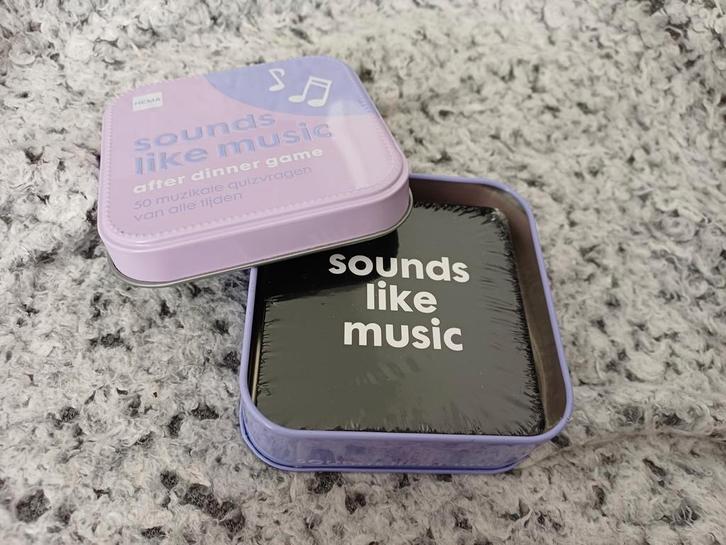 HEMA
sounds
like music
after dinner game
50 muzikale quizvragen
van alle tijden
sounds
like
music